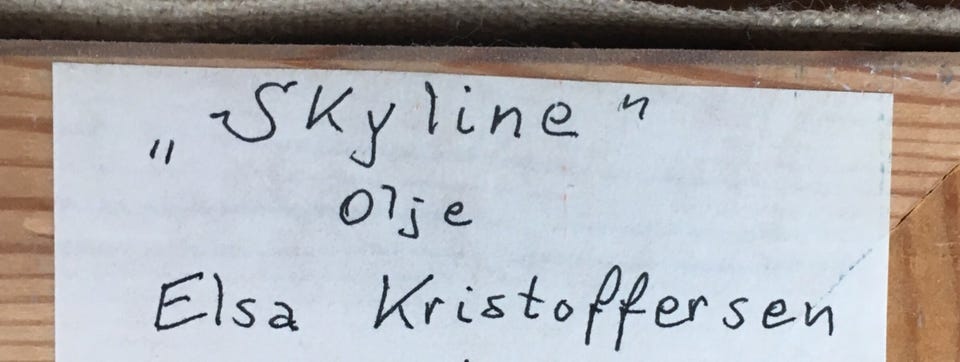 „Skyline"
Olje
Elsa Kristoffersen